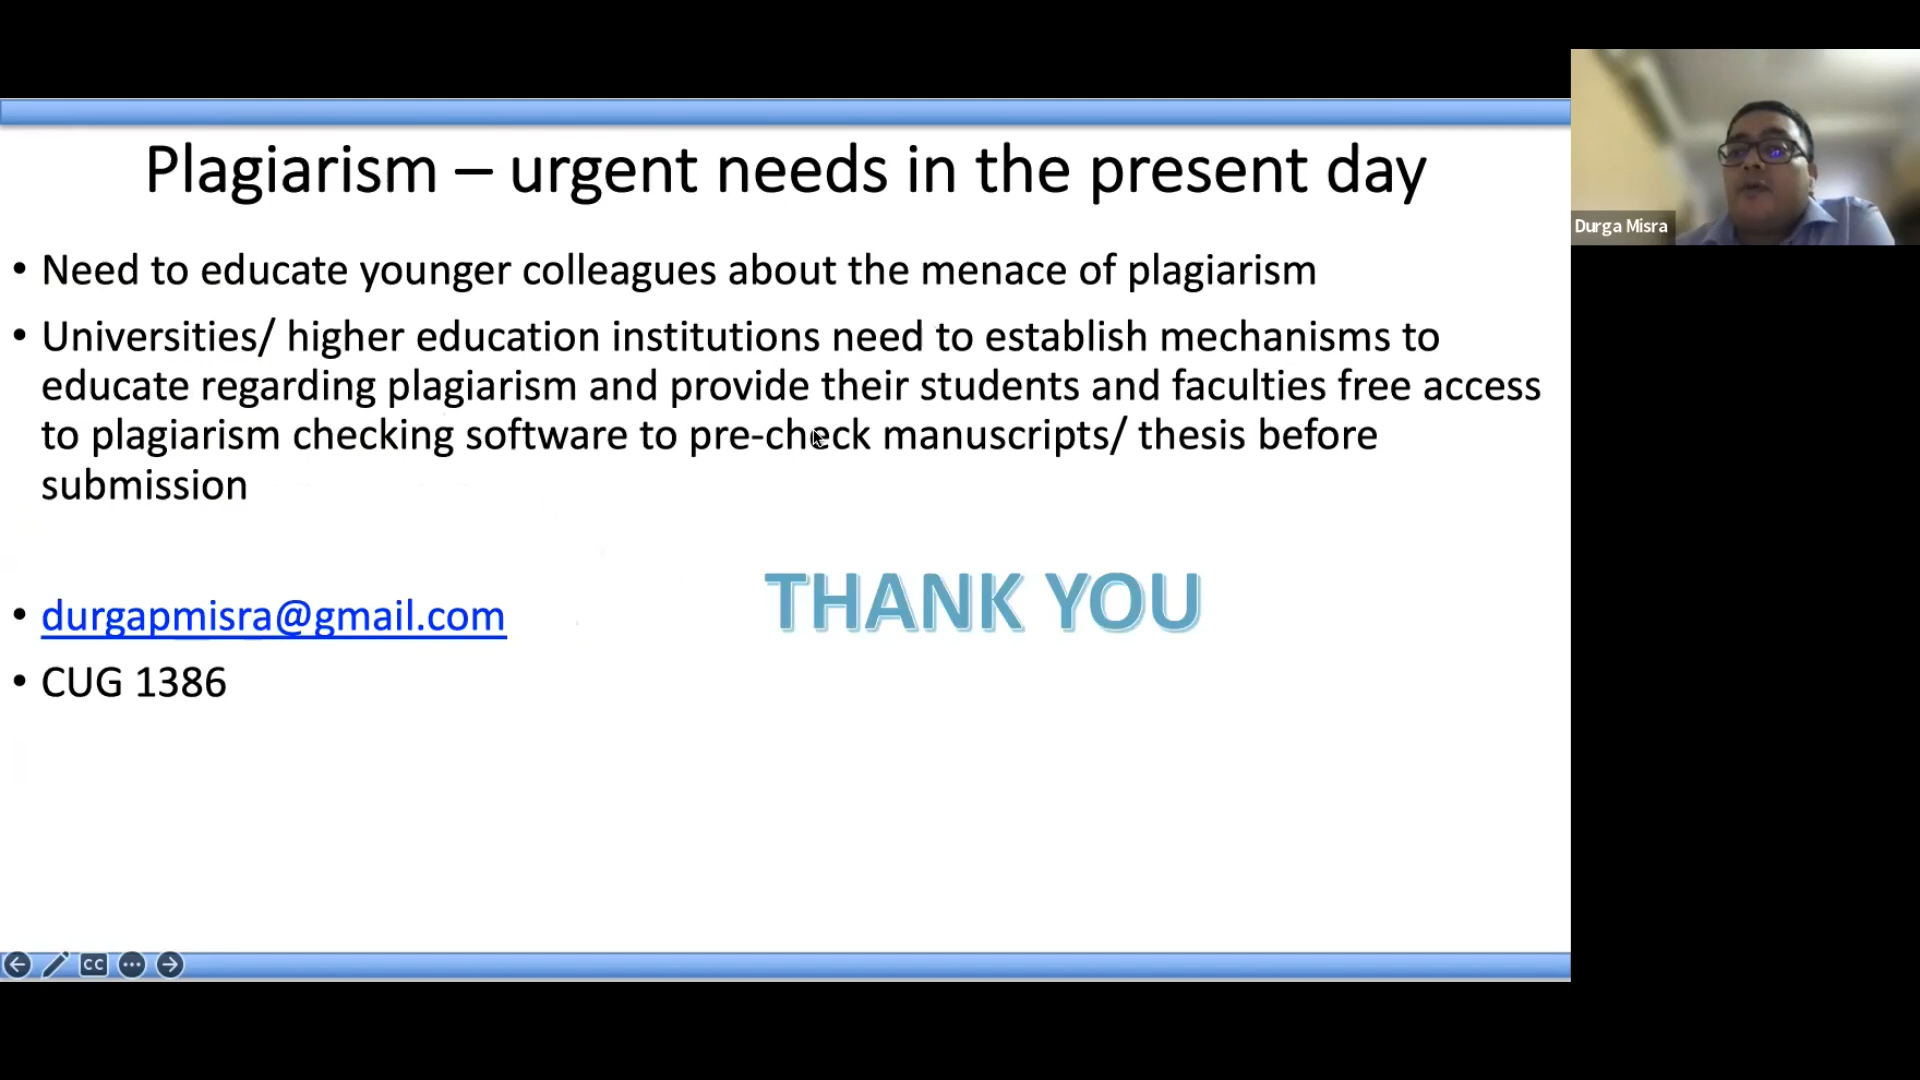 Plagiarism – urgent needs in the present day
• Need to educate younger colleagues about the menace of plagiarism
• Universities/ higher education institutions need to establish mechanisms to
educate regarding plagiarism and provide their students and faculties free access
to plagiarism checking software to pre-check manuscripts/ thesis before
submission
• durgapmisra@gmail.com
THANK YOU
• CUG 1386
Durga Misra
CC